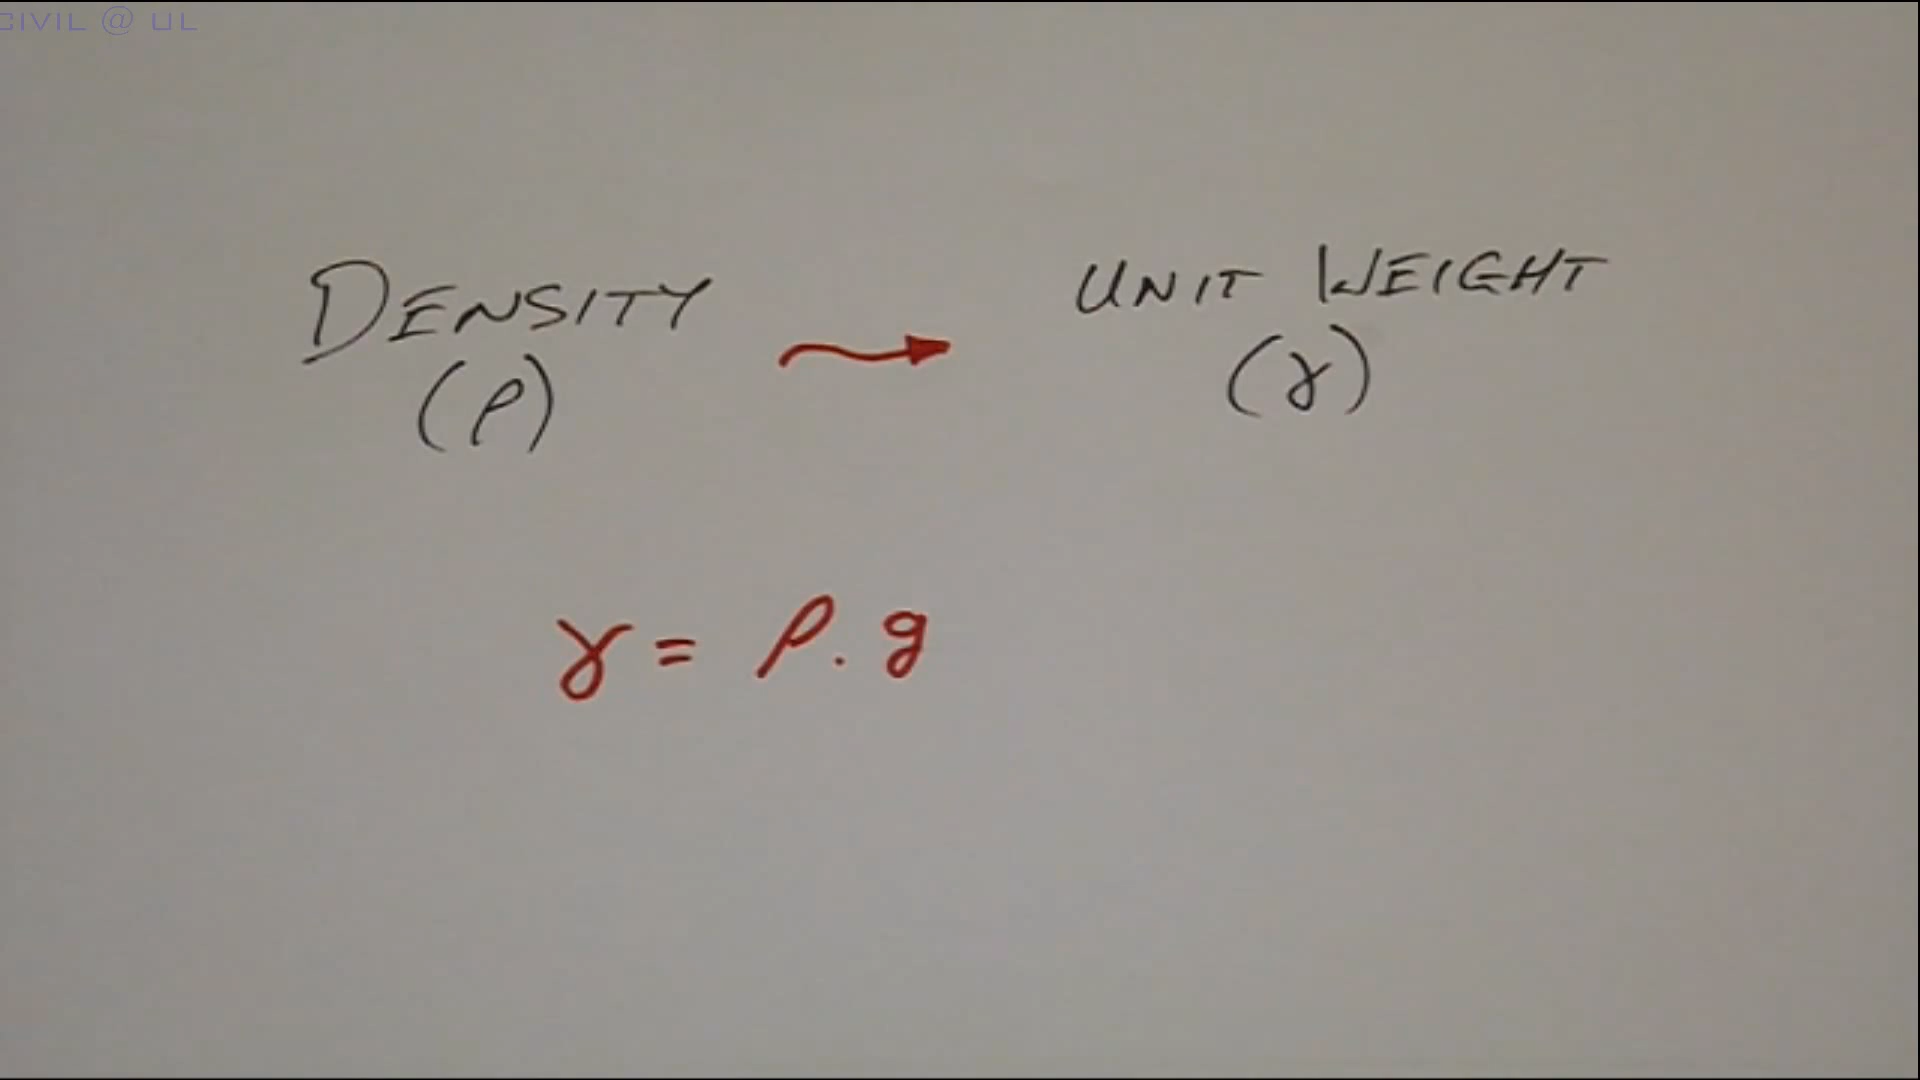 CIVIL @ UL
DENSITY
(ρ)
UNIT WEIGHT
(γ)
γ = ρ . g